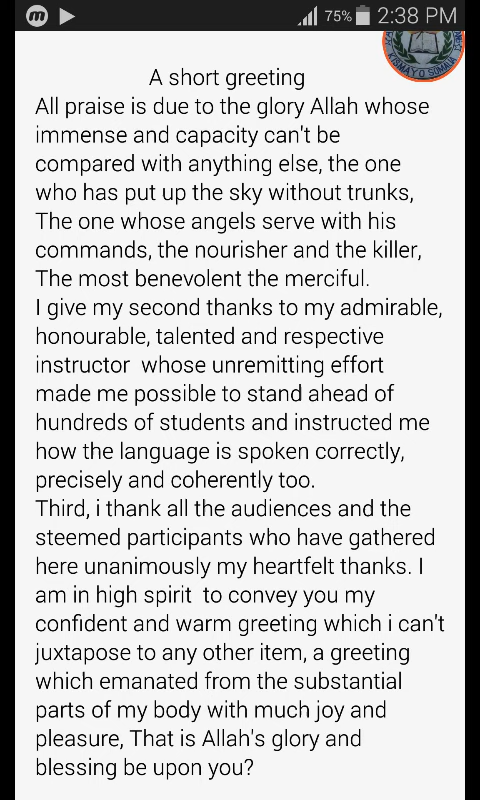 75% 2:38 PM
KISMAYO SOMALIA
A short greeting
All praise is due to the glory Allah whose
immense and capacity can't be
compared with anything else, the one
who has put up the sky without trunks,
The one whose angels serve with his
commands, the nourisher and the killer,
The most benevolent the merciful.
I give my second thanks to my admirable,
honourable, talented and respective
instructor  whose unremitting effort
made me possible to stand ahead of
hundreds of students and instructed me
how the language is spoken correctly,
precisely and coherently too.
Third, i thank all the audiences and the
steemed participants who have gathered
here unanimously my heartfelt thanks. I
am in high spirit  to convey you my
confident and warm greeting which i can't
juxtapose to any other item, a greeting
which emanated from the substantial
parts of my body with much joy and
pleasure, That is Allah's glory and
blessing be upon you?